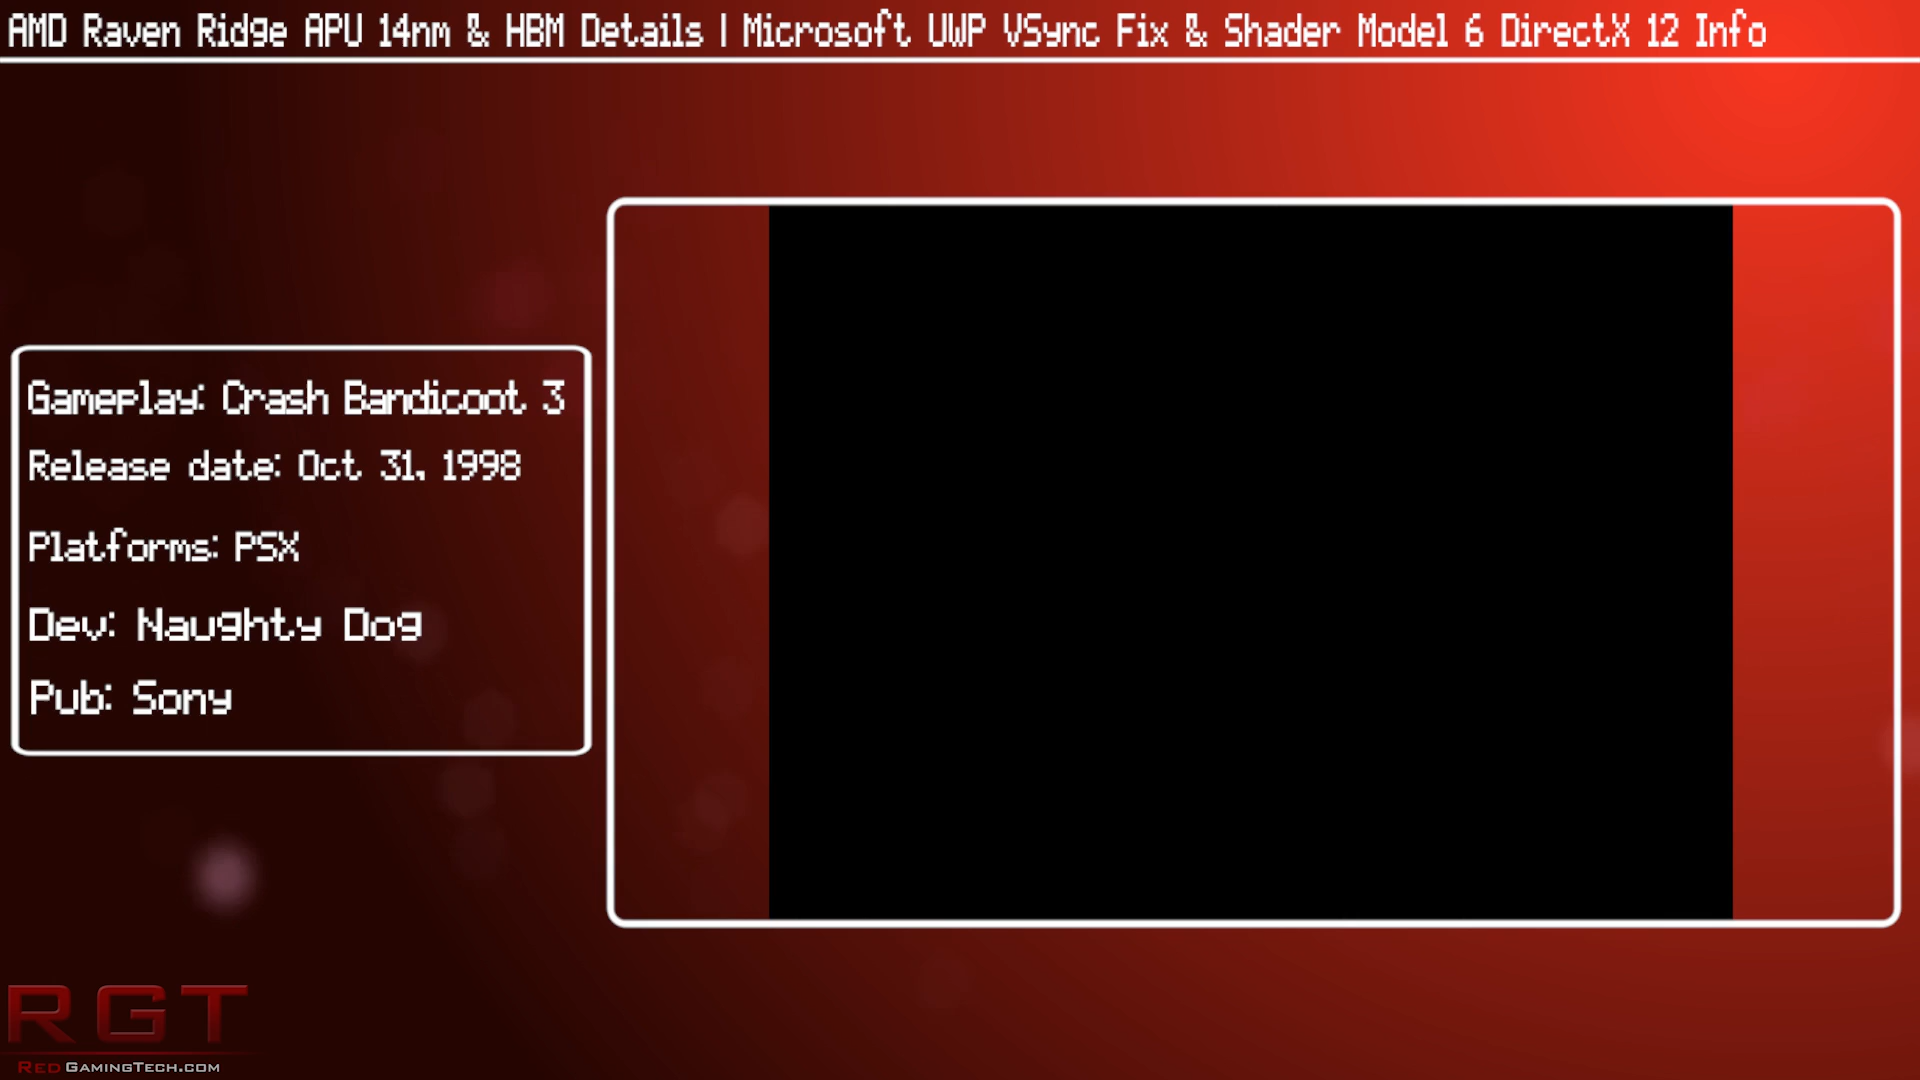 AMD Raven Ridge APU 14nm & HBM Details | Microsoft UWP VSync Fix & Shader Model 6 DirectX 12 Info
Gameplay: Crash Bandicoot 3
Release date: Oct 31, 1998
Platforms: PSX
Dev: Naughty Dog
Pub: Sony
RGT
RedGamingTech.com